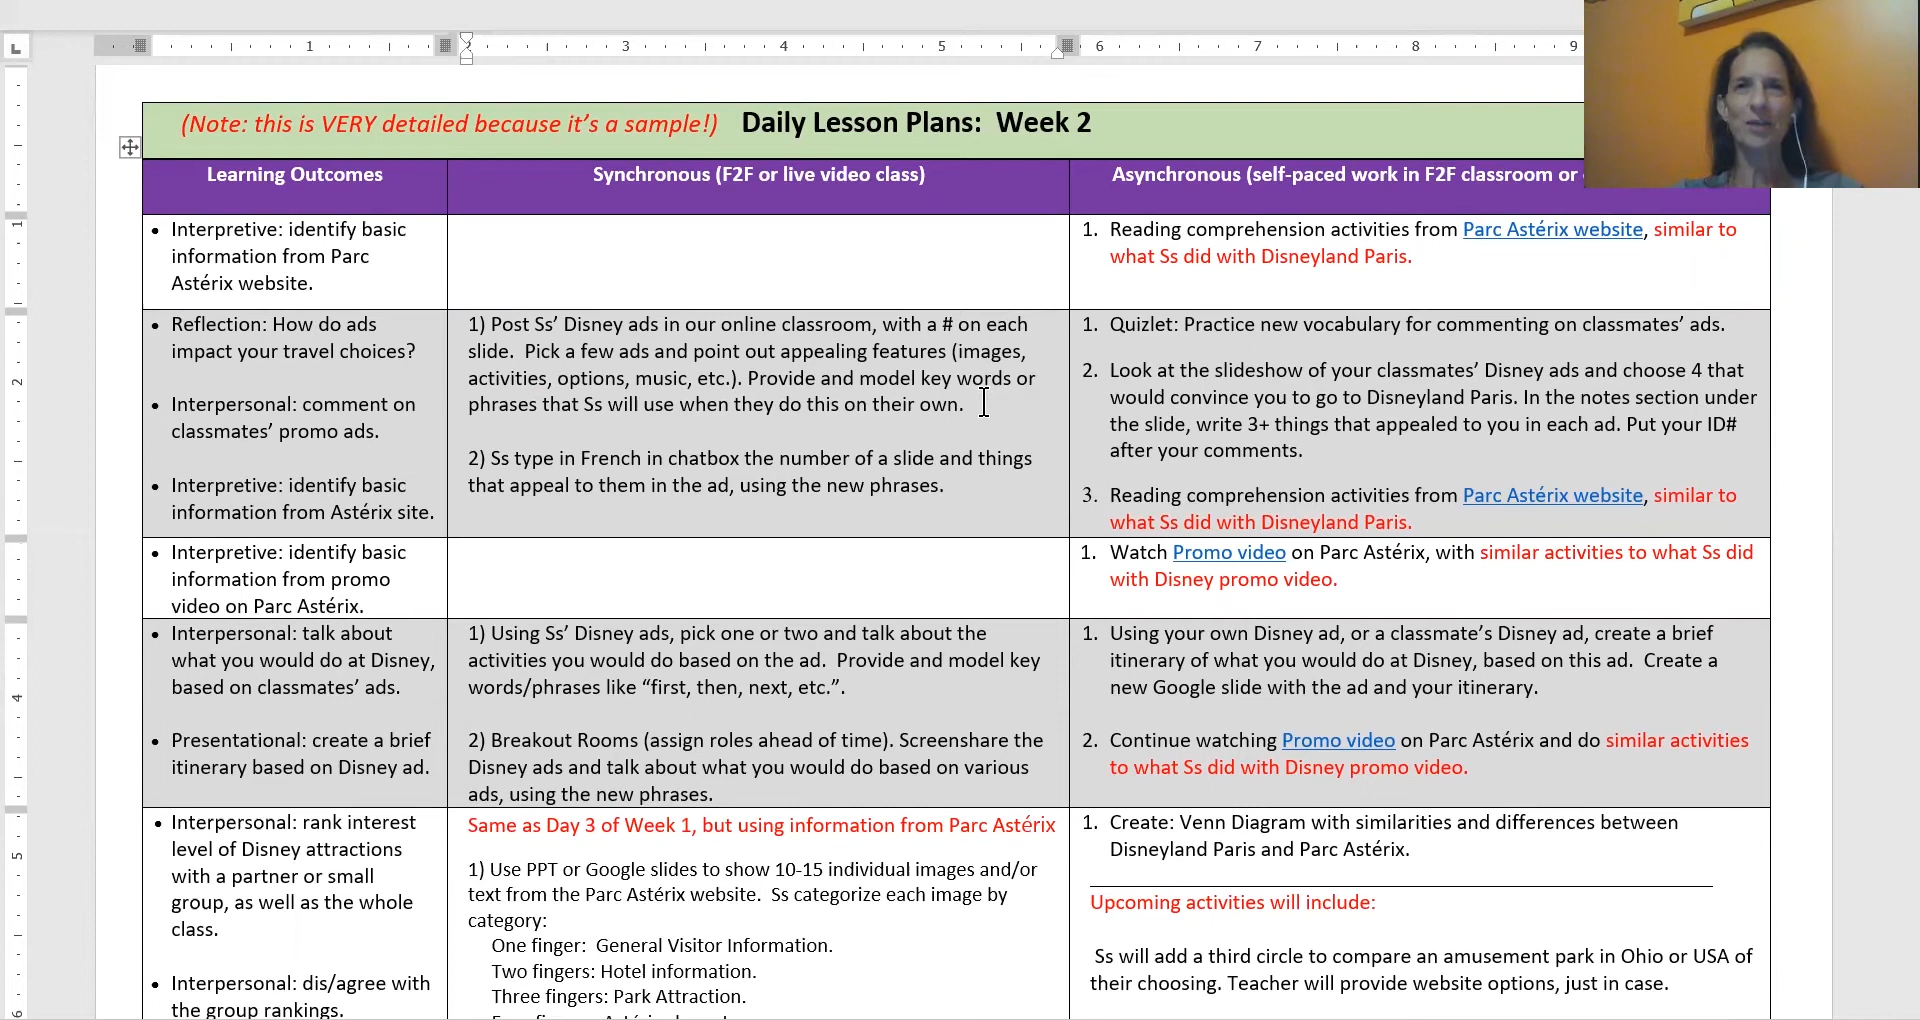 1 2 3 4 5 6 7 8 9
(Note: this is VERY detailed because it's a sample!) Daily Lesson Plans: Week 2
Learning Outcomes
Synchronous (F2F or live video class)
Asynchronous (self-paced work in F2F classroom or
• Interpretive: identify basic
information from Parc
Astérix website.
1. Reading comprehension activities from Parc Astérix website, similar to
what Ss did with Disneyland Paris.
• Reflection: How do ads
impact your travel choices?
• Interpersonal: comment on
classmates' promo ads.
• Interpretive: identify basic
information from Astérix site.
1) Post Ss' Disney ads in our online classroom, with a # on each
slide. Pick a few ads and point out appealing features (images,
activities, options, music, etc.). Provide and model key words or
phrases that Ss will use when they do this on their own.
2) Ss type in French in chatbox the number of a slide and things
that appeal to them in the ad, using the new phrases.
1. Quizlet: Practice new vocabulary for commenting on classmates' ads.
2. Look at the slideshow of your classmates' Disney ads and choose 4 that
would convince you to go to Disneyland Paris. In the notes section under
the slide, write 3+ things that appealed to you in each ad. Put your ID#
after your comments.
3. Reading comprehension activities from Parc Astérix website, similar to
what Ss did with Disneyland Paris.
• Interpretive: identify basic
information from promo
video on Parc Astérix.
1. Watch Promo video on Parc Astérix, with similar activities to what Ss did
with Disney promo video.
• Interpersonal: talk about
what you would do at Disney,
based on classmates' ads.
• Presentational: create a brief
itinerary based on Disney ad.
1) Using Ss' Disney ads, pick one or two and talk about the
activities you would do based on the ad. Provide and model key
words/phrases like "first, then, next, etc.".
2) Breakout Rooms (assign roles ahead of time). Screenshare the
Disney ads and talk about what you would do based on various
ads, using the new phrases.
1. Using your own Disney ad, or a classmate's Disney ad, create a brief
itinerary of what you would do at Disney, based on this ad. Create a
new Google slide with the ad and your itinerary.
2. Continue watching Promo video on Parc Astérix and do similar activities
to what Ss did with Disney promo video.
• Interpersonal: rank interest
level of Disney attractions
with a partner or small
group, as well as the whole
class.
• Interpersonal: dis/agree with
the group rankings.
Same as Day 3 of Week 1, but using information from Parc Astérix
1) Use PPT or Google slides to show 10-15 individual images and/or
text from the Parc Astérix website. Ss categorize each image by
category:
One finger: General Visitor Information.
Two fingers: Hotel information.
Three fingers: Park Attraction.
1. Create: Venn Diagram with similarities and differences between
Disneyland Paris and Parc Astérix.
Upcoming activities will include:
Ss will add a third circle to compare an amusement park in Ohio or USA of
their choosing. Teacher will provide website options, just in case.